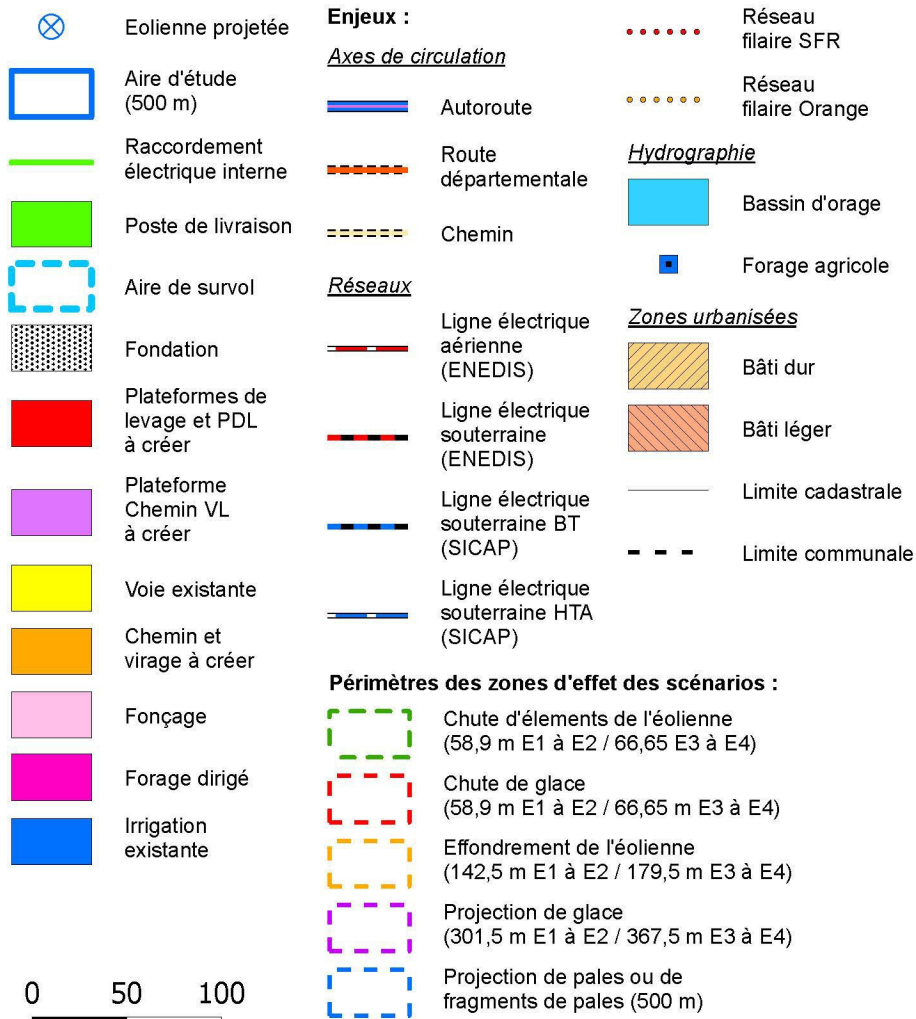 Eolienne projetée
Aire d'étude
(500 m)
Raccordement
électrique interne
Poste de livraison
Aire de survol
Fondation
Plateformes de
levage et PDL
à créer
Plateforme
Chemin VL
à créer
Voie existante
Chemin et
virage à créer
Fonçage
Forage dirigé
Irrigation
existante
0 50 100
Enjeux :
Axes de circulation
Autoroute
Route
départementale
Chemin
Réseaux
Ligne électrique
aérienne
(ENEDIS)
Ligne électrique
souterraine
(ENEDIS)
Ligne électrique
souterraine BT
(SICAP)
Ligne électrique
souterraine HTA
(SICAP)
Réseau
filaire SFR
Réseau
filaire Orange
Hydrographie
Bassin d'orage
Forage agricole
Zones urbanisées
Bâti dur
Bâti léger
Limite cadastrale
Limite communale
Périmètres des zones d'effet des scénarios :
Chute d'élements de l'éolienne
(58,9 m E1 à E2 / 66,65 E3 à E4)
Chute de glace
(58,9 m E1 à E2 / 66,65 m E3 à E4)
Effondrement de l'éolienne
(142,5 m E1 à E2 / 179,5 m E3 à E4)
Projection de glace
(301,5 m E1 à E2 / 367,5 m E3 à E4)
Projection de pales ou de
fragments de pales (500 m)